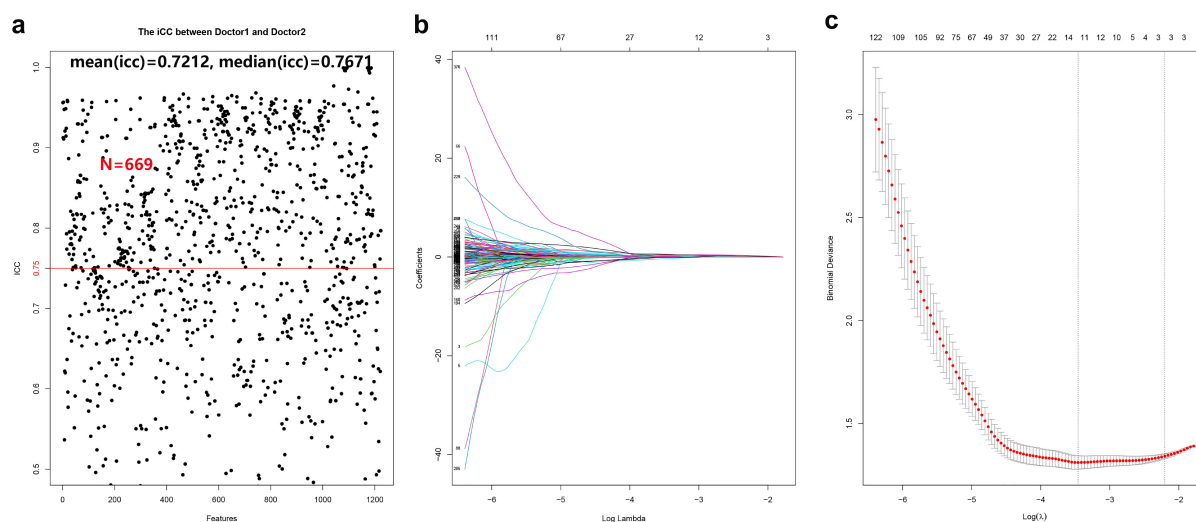 a
The iCC between Doctor1 and Doctor2
mean(icc)=0.7212, median(icc)=0.7671
N=669
ICC
1.0
0.9
0.8
0.75
0.7
0.6
0.5
0 200 400 600 800 1000 1200
Features
b
111 67 27 12 3
Coefficients
40
20
0
−20
−40
−6 −5 −4 −3 −2
Log Lambda
c
122 109 105 92 75 67 49 37 30 27 22 14 11 12 10 5 4 3 3 3
Binomial Deviance
3.0
2.5
2.0
1.5
−6 −5 −4 −3 −2
Log(λ)